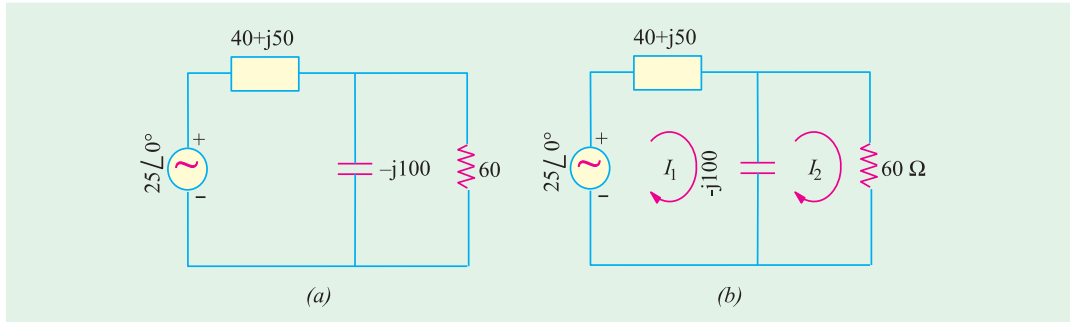 40+j50
25∠0°
+
-
–j100
60
(a)
40+j50
25∠0°
+
-
I₁
-j100
I₂
60 Ω
(b)